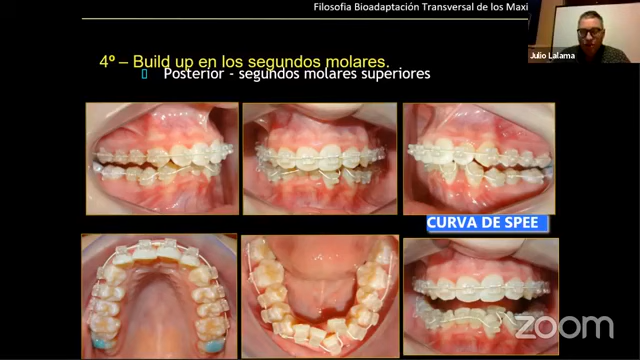 Filosofia Bioadaptación Transversal de los Maxi
4º – Build up en los segundos molares.
Posterior - segundos molares superiores
Julio Lalama
CURVA DE SPEE
zoom